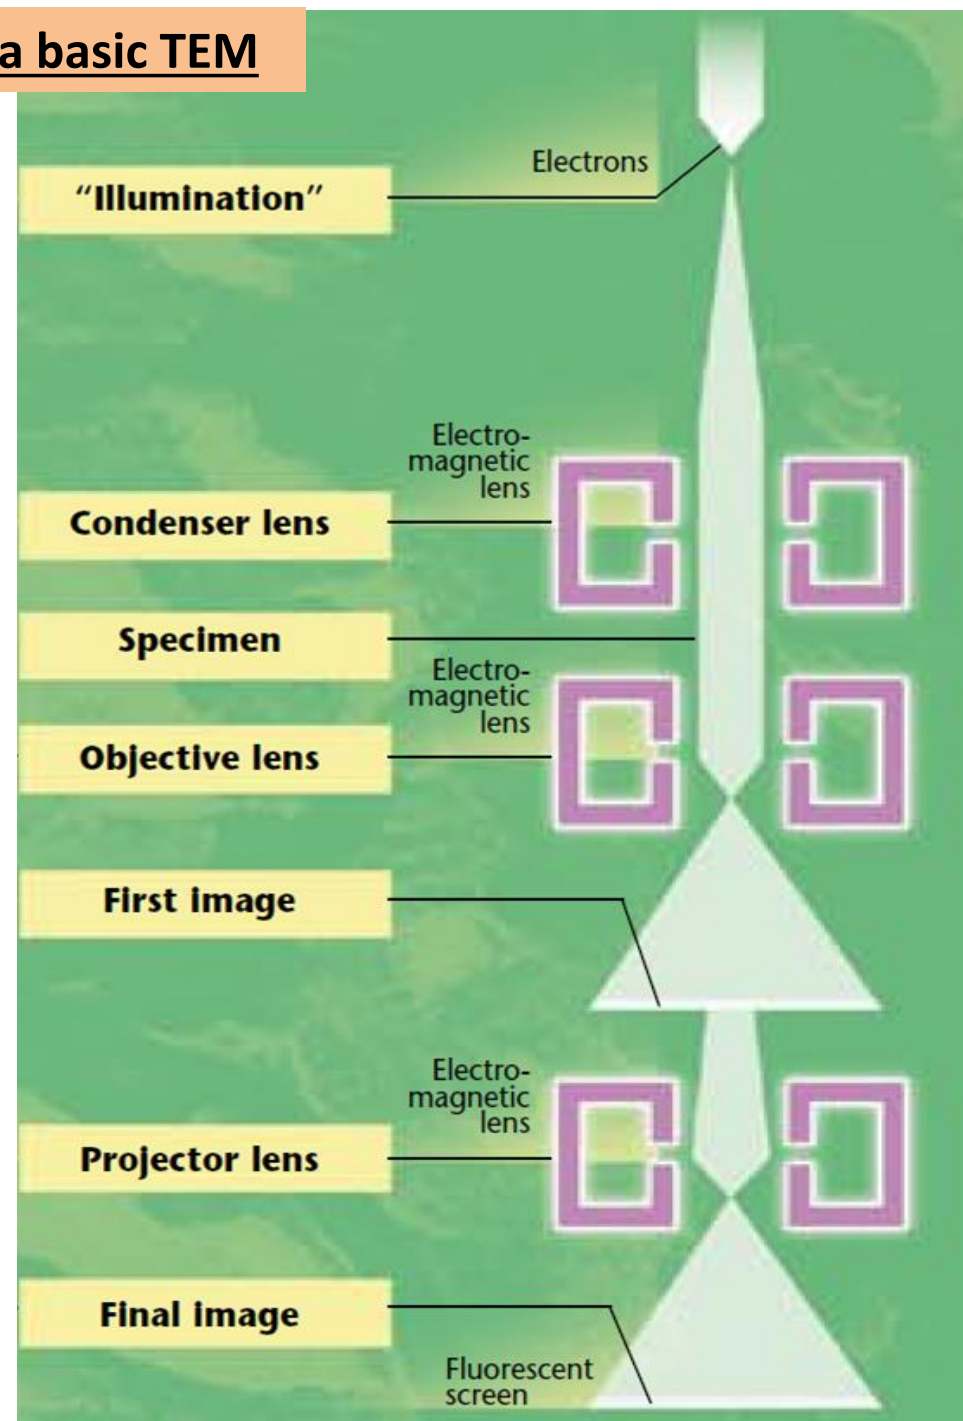 a basic TEM
Electrons
“Illumination”
Electro-
magnetic
lens
Condenser lens
Specimen
Electro-
magnetic
lens
Objective lens
First image
Electro-
magnetic
lens
Projector lens
Final image
Fluorescent
screen